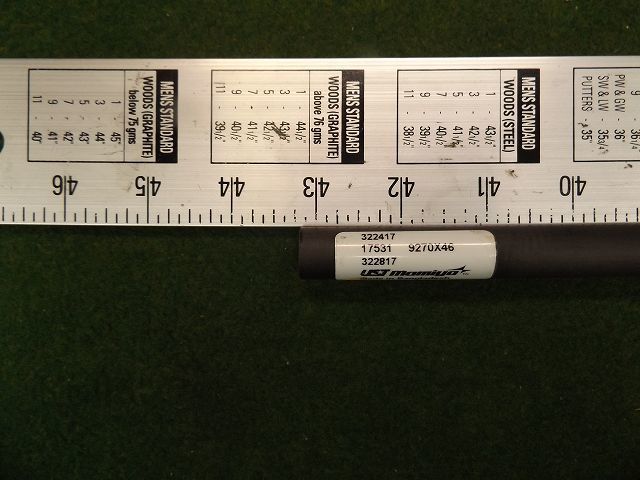 MEN'S STANDARD
WOODS (GRAPHITE)
below 75 gms
1 - 45"
3 - 44"
5 - 43"
7 - 42"
9 - 41"
11 - 40"
MEN'S STANDARD
WOODS (GRAPHITE)
above 76 gms
1 - 44½"
3 - 43½"
5 - 42½"
7 - 41½"
9 - 40½"
11 - 39½"
MEN'S STANDARD
WOODS (STEEL)
1 - 43½"
3 - 42½"
5 - 41½"
7 - 40½"
9 - 39½"
11 - 38½"
9
PW & GW - 36"
SW & LW - 35¾"
PUTTERS - 35"
46 45 44 43 42 41 40
322417
17531 9270X46
322817
UST Mamiya